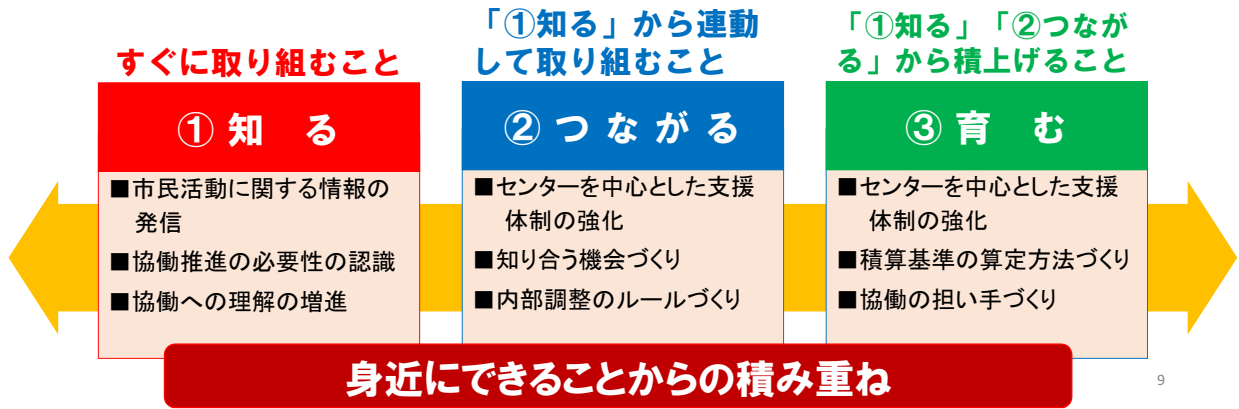 すぐに取り組むこと
① 知 る
■市民活動に関する情報の
発信
■協働推進の必要性の認識
■協働への理解の増進
「①知る」から連動
して取り組むこと
② つ な が る
■センターを中心とした支援
体制の強化
■知り合う機会づくり
■内部調整のルールづくり
「①知る」「②つなが
る」から積上げること
③ 育 む
■センターを中心とした支援
体制の強化
■積算基準の算定方法づくり
■協働の担い手づくり
身近にできることからの積み重ね
9